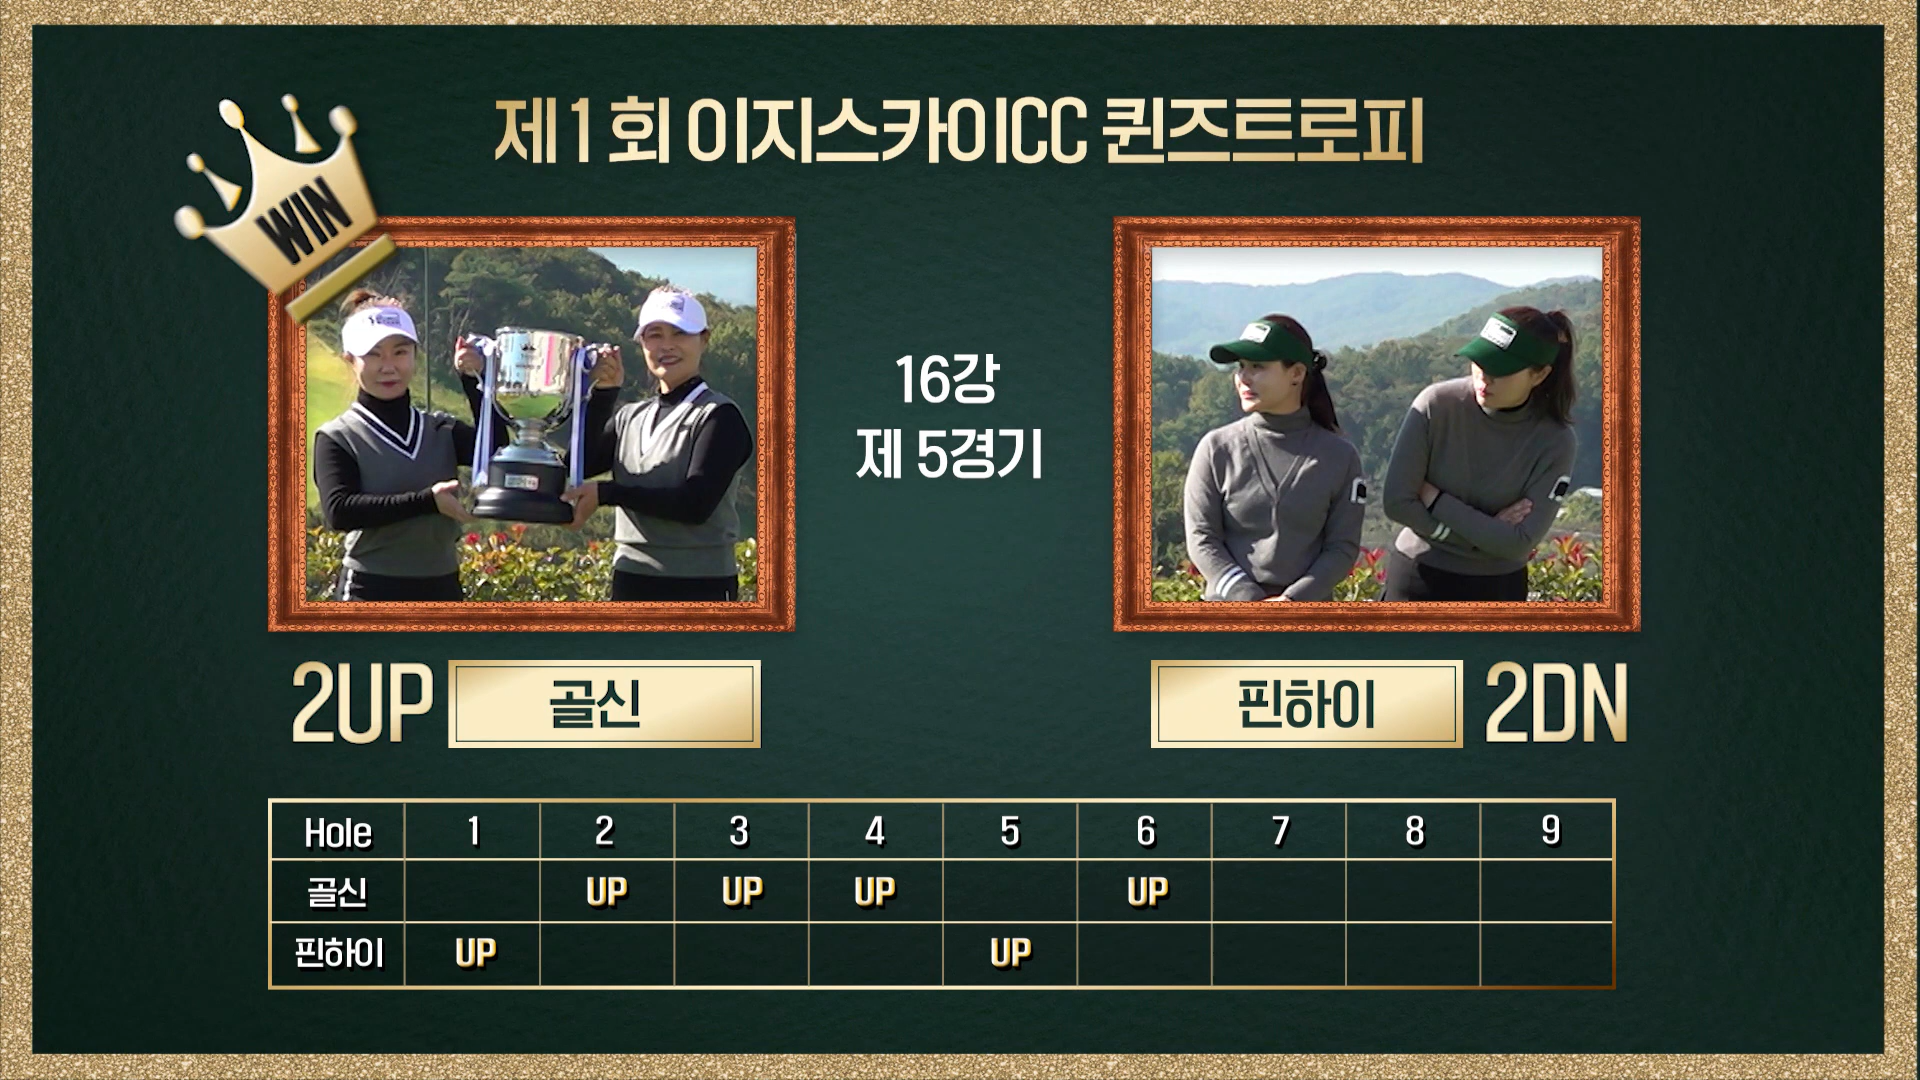 제1회 이지스카이CC 퀸즈트로피
WIN
16강
제 5경기
2UP 골신
핀하이 2DN
Hole 1 2 3 4 5 6 7 8 9
골신 UP UP UP UP
핀하이 UP UP